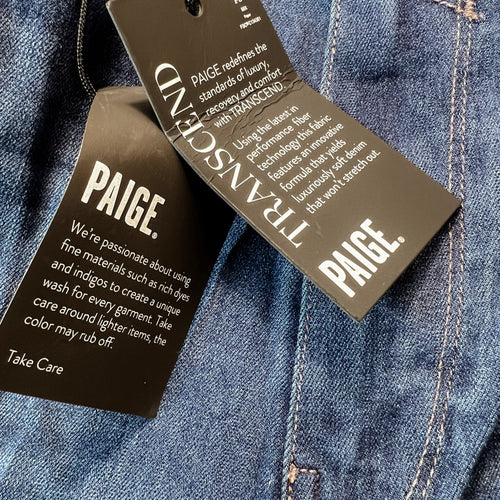 PAIGE.
We're passionate about using
fine materials such as rich dyes
and indigos to create a unique
wash for every garment. Take
care around lighter items, the
color may rub off.
Take Care
TRANSCEND
PAIGE redefines the
standards of luxury,
recovery and comfort
with TRANSCEND.
Using the latest in
performance fiber
technology this fabric
features an innovative
formula that yields
luxuriously soft denim
that won't stretch out.
PAIGE.